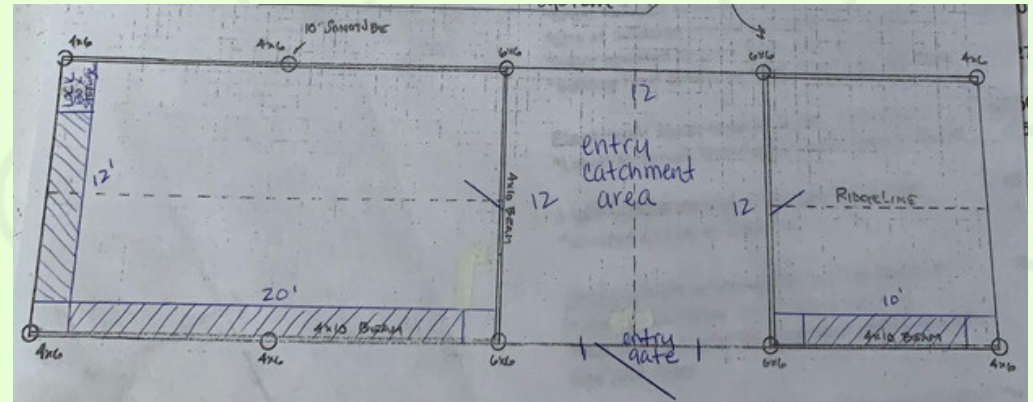 10" SONOTUBE
4x6
4x6
6x6
6x6
4x6
12
entry
catchment
area
12'
4x10 BEAM
12
12
RIDGELINE
20'
10'
4x10 BEAM
entry
gate
4x10 BEAM
4x6
4x6
6x6
6x6
4x6